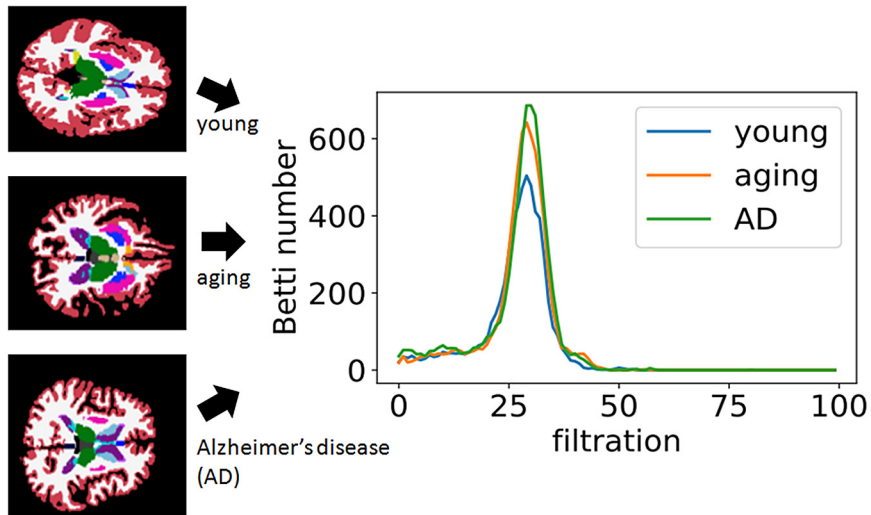 young
aging
Alzheimer's disease
(AD)
Betti number
600
400
200
0
0
25
50
75
100
filtration
young
aging
AD